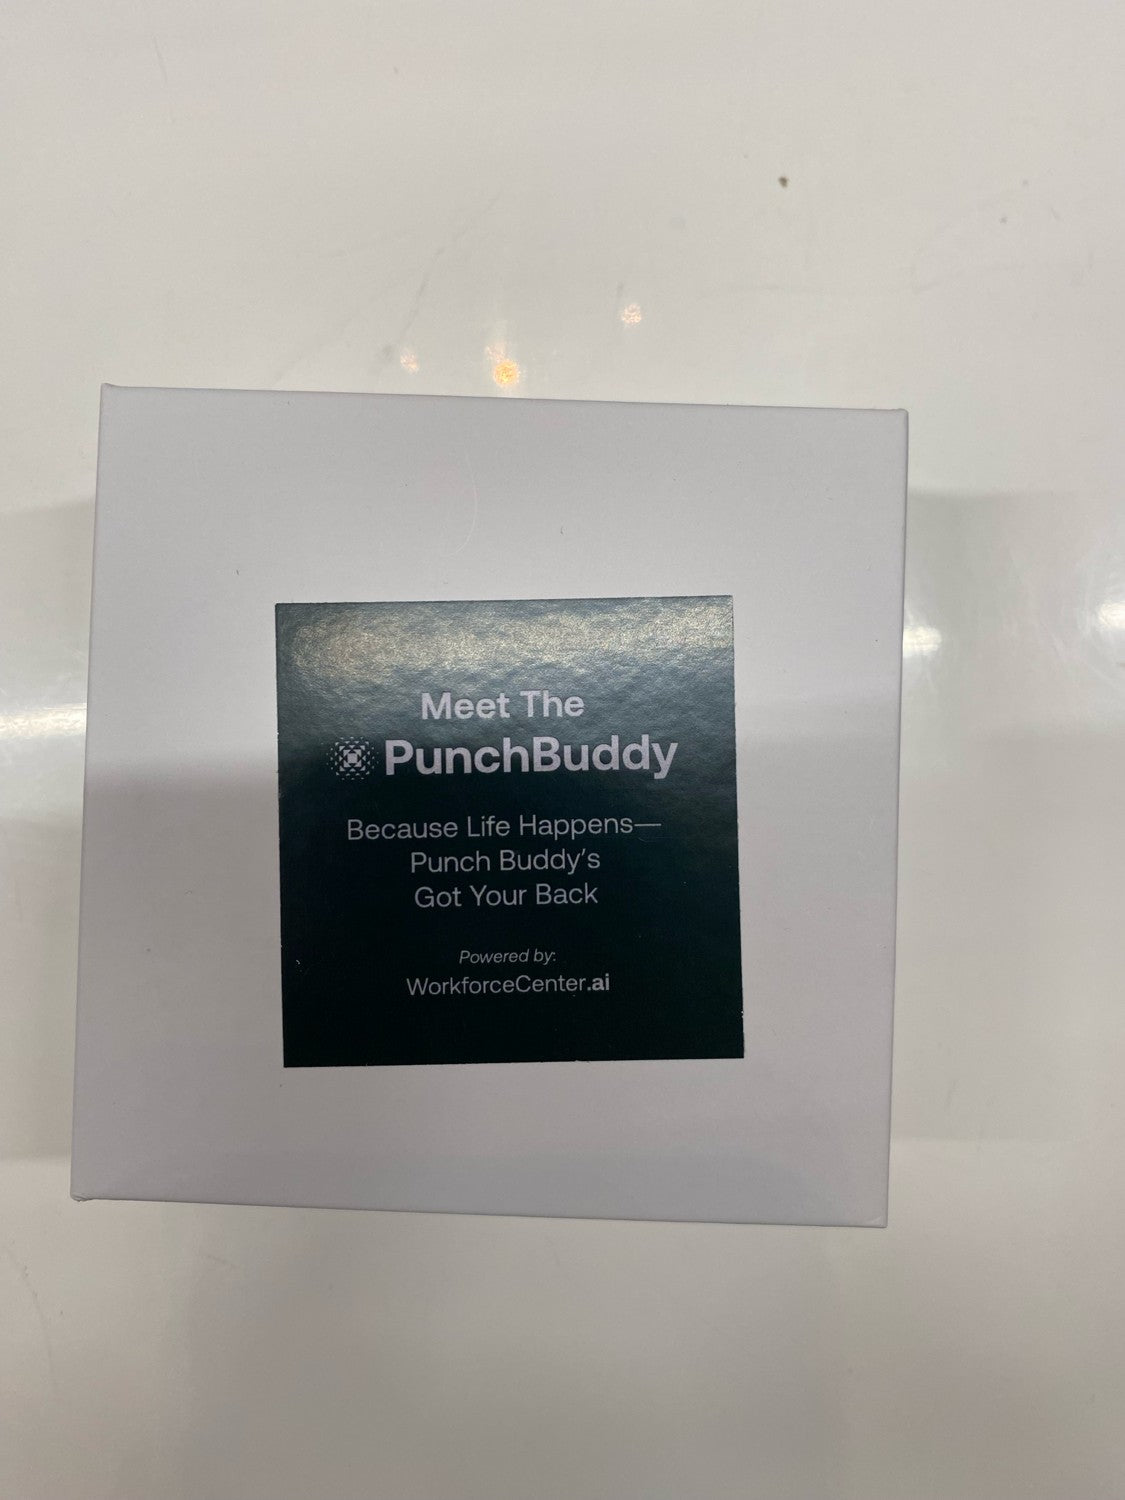 Meet The
PunchBuddy
Because Life Happens—
Punch Buddy's
Got Your Back
Powered by:
WorkforceCenter.ai